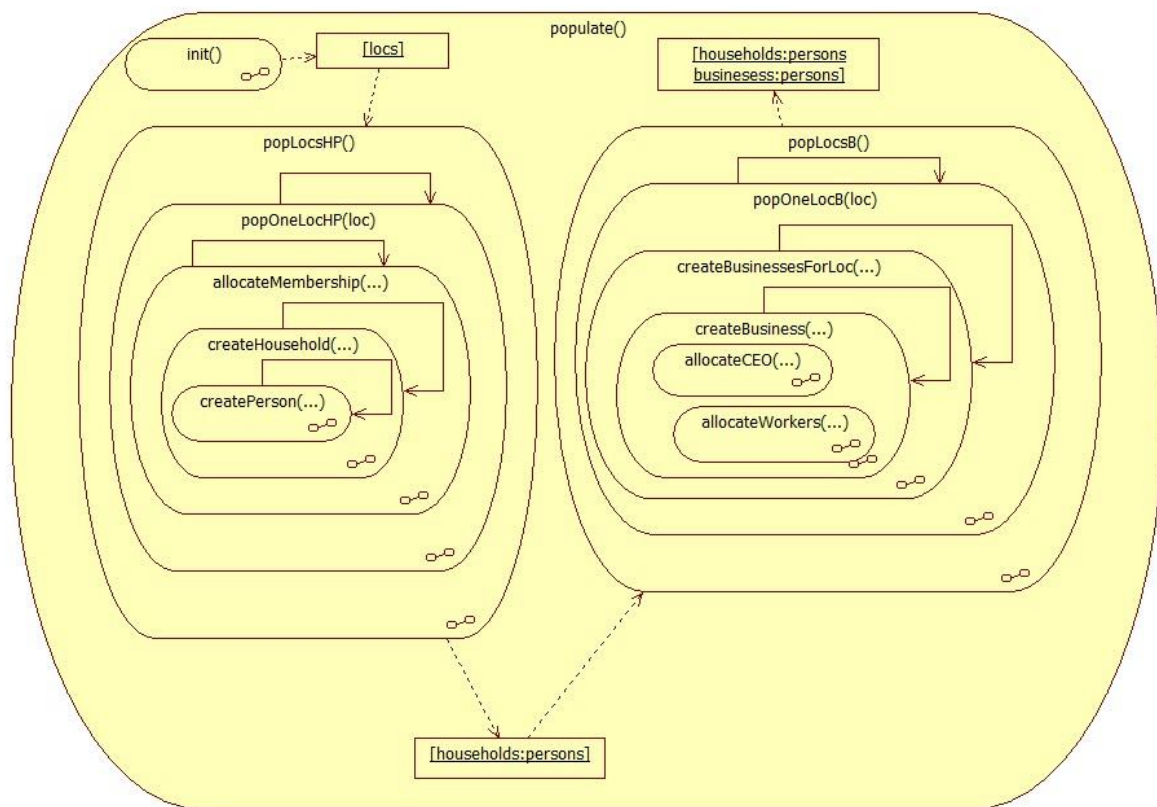 populate()
init()
[locs]
[households:persons
businesess:persons]
popLocsHP()
popOneLocHP(loc)
allocateMembership(...)
createHousehold(...)
createPerson(...)
popLocsB()
popOneLocB(loc)
createBusinessesForLoc(...)
createBusiness(...)
allocateCEO(...)
allocateWorkers(...)
[households:persons]